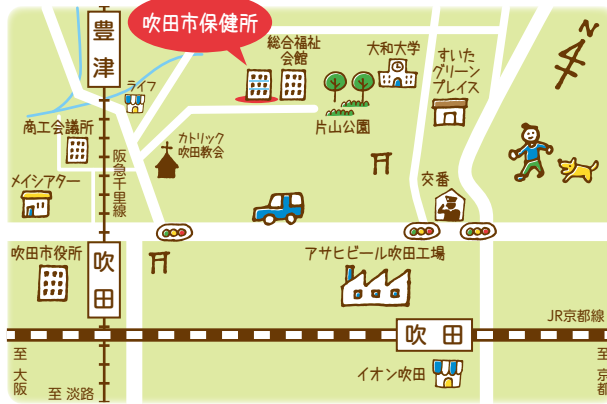 吹田市保健所
豊津
総合福祉
会館
大和大学
すいた
グリーン
プレイス
N
ライフ
商工会議所
片山公園
カトリック
吹田教会
阪急千里線
メイシアター
交番
吹田市役所
吹田
アサヒビール吹田工場
JR京都線
吹田
至 大阪
至 京都
イオン吹田
至 淡路